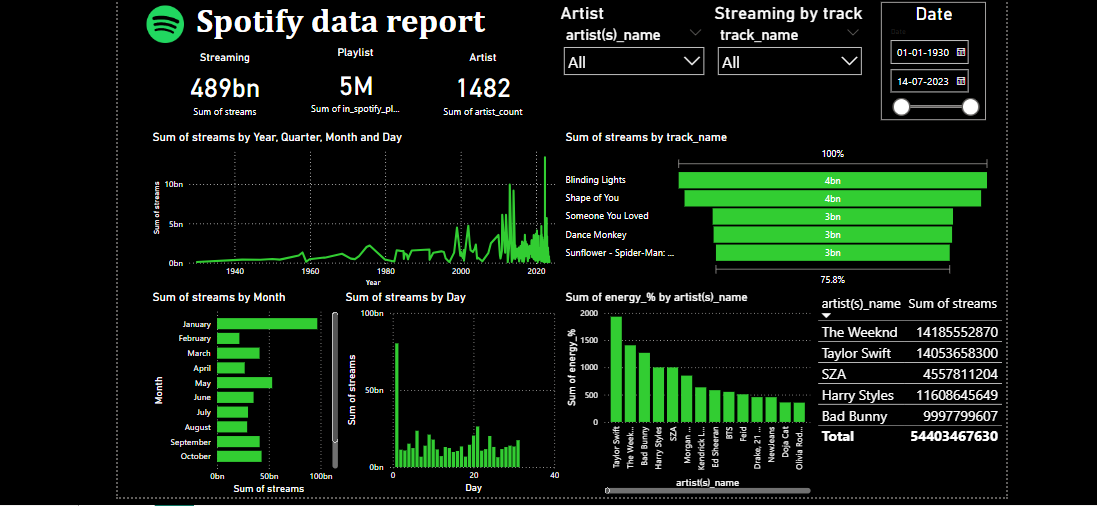 Spotify data report
Artist
artist(s)_name
All
Streaming by track
track_name
All
Date
01-01-1930
14-07-2023
Streaming
489bn
Sum of streams
Playlist
5M
Sum of in_spotify_pl...
Artist
1482
Sum of artist_count
Sum of streams by Year, Quarter, Month and Day
Sum of streams
10bn
5bn
0bn
1940
1960
1980
2000
2020
Year
Sum of streams by track_name
100%
Blinding Lights
4bn
Shape of You
4bn
Someone You Loved
3bn
Dance Monkey
3bn
Sunflower - Spider-Man: ...
3bn
75.8%
Sum of streams by Month
Month
January
February
March
April
May
June
July
August
September
October
0bn
50bn
100bn
Sum of streams
Sum of streams by Day
Sum of streams
100bn
50bn
0bn
0
20
40
Day
Sum of energy_% by artist(s)_name
Sum of energy_%
2000
1500
1000
500
0
Taylor Swift
The Week...
Bad Bunny
Harry Styles
SZA
Morgan ...
Kendrick L...
Ed Sheeran
BTS
Feid
Drake, 21 ...
NewJeans
Doja Cat
Olivia Rod...
artist(s)_name
artist(s)_name Sum of streams
The Weeknd 14185552870
Taylor Swift 14053658300
SZA 4557811204
Harry Styles 11608645649
Bad Bunny 9997799607
Total 54403467630